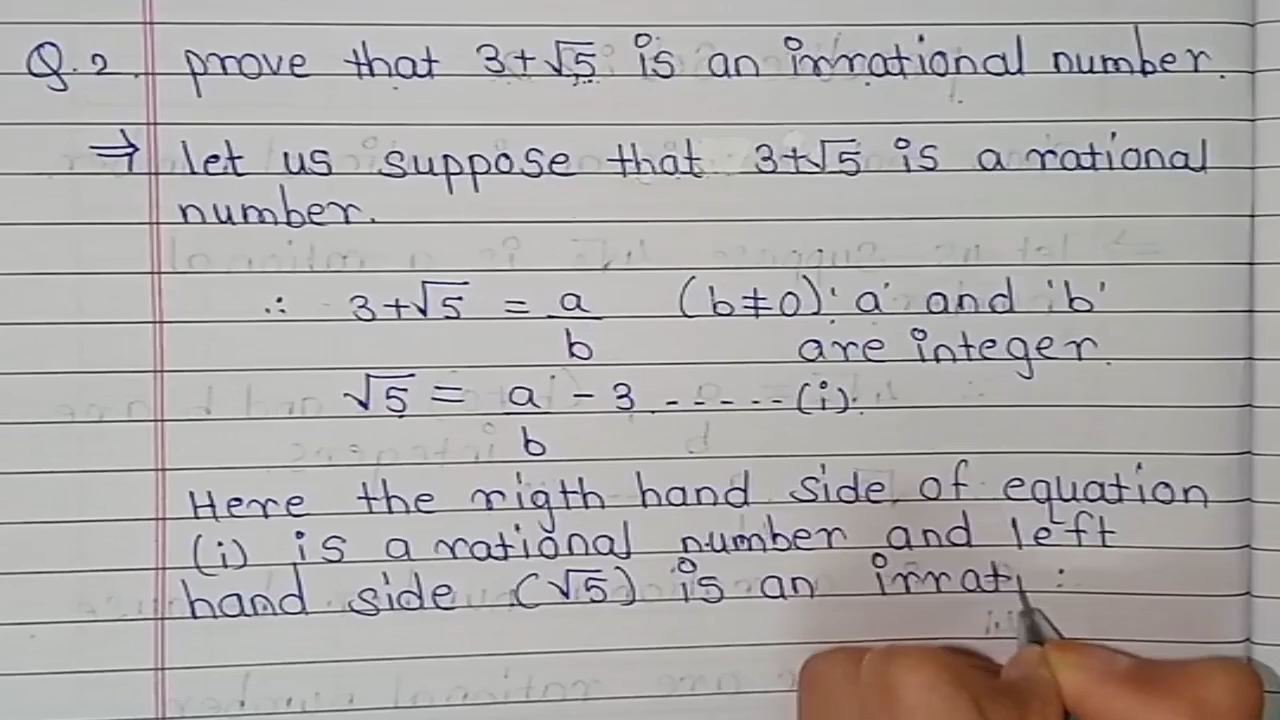 Q.2. prove that 3+√5 is an irrational number.
⇒ let us suppose that 3+√5 is a rational
number.
∴ 3+√5 = a/b (b≠0) 'a' and 'b'
are integer.
√5 = a/b - 3 ----- (i)
Here the rigth hand side of equation
(i) is a rational number and left
hand side (√5) is an irrat